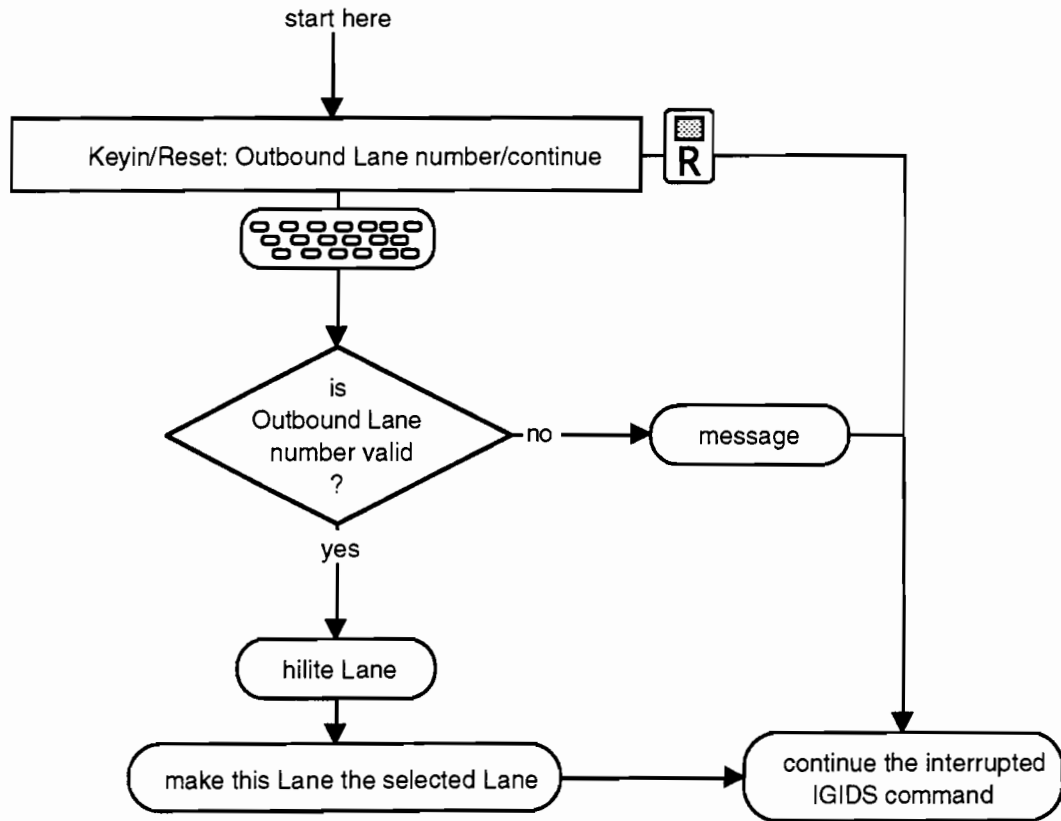 start here
Keyin/Reset: Outbound Lane number/continue
R
is
Outbound Lane
number valid
?
no
message
yes
hilite Lane
make this Lane the selected Lane
continue the interrupted
IGIDS command